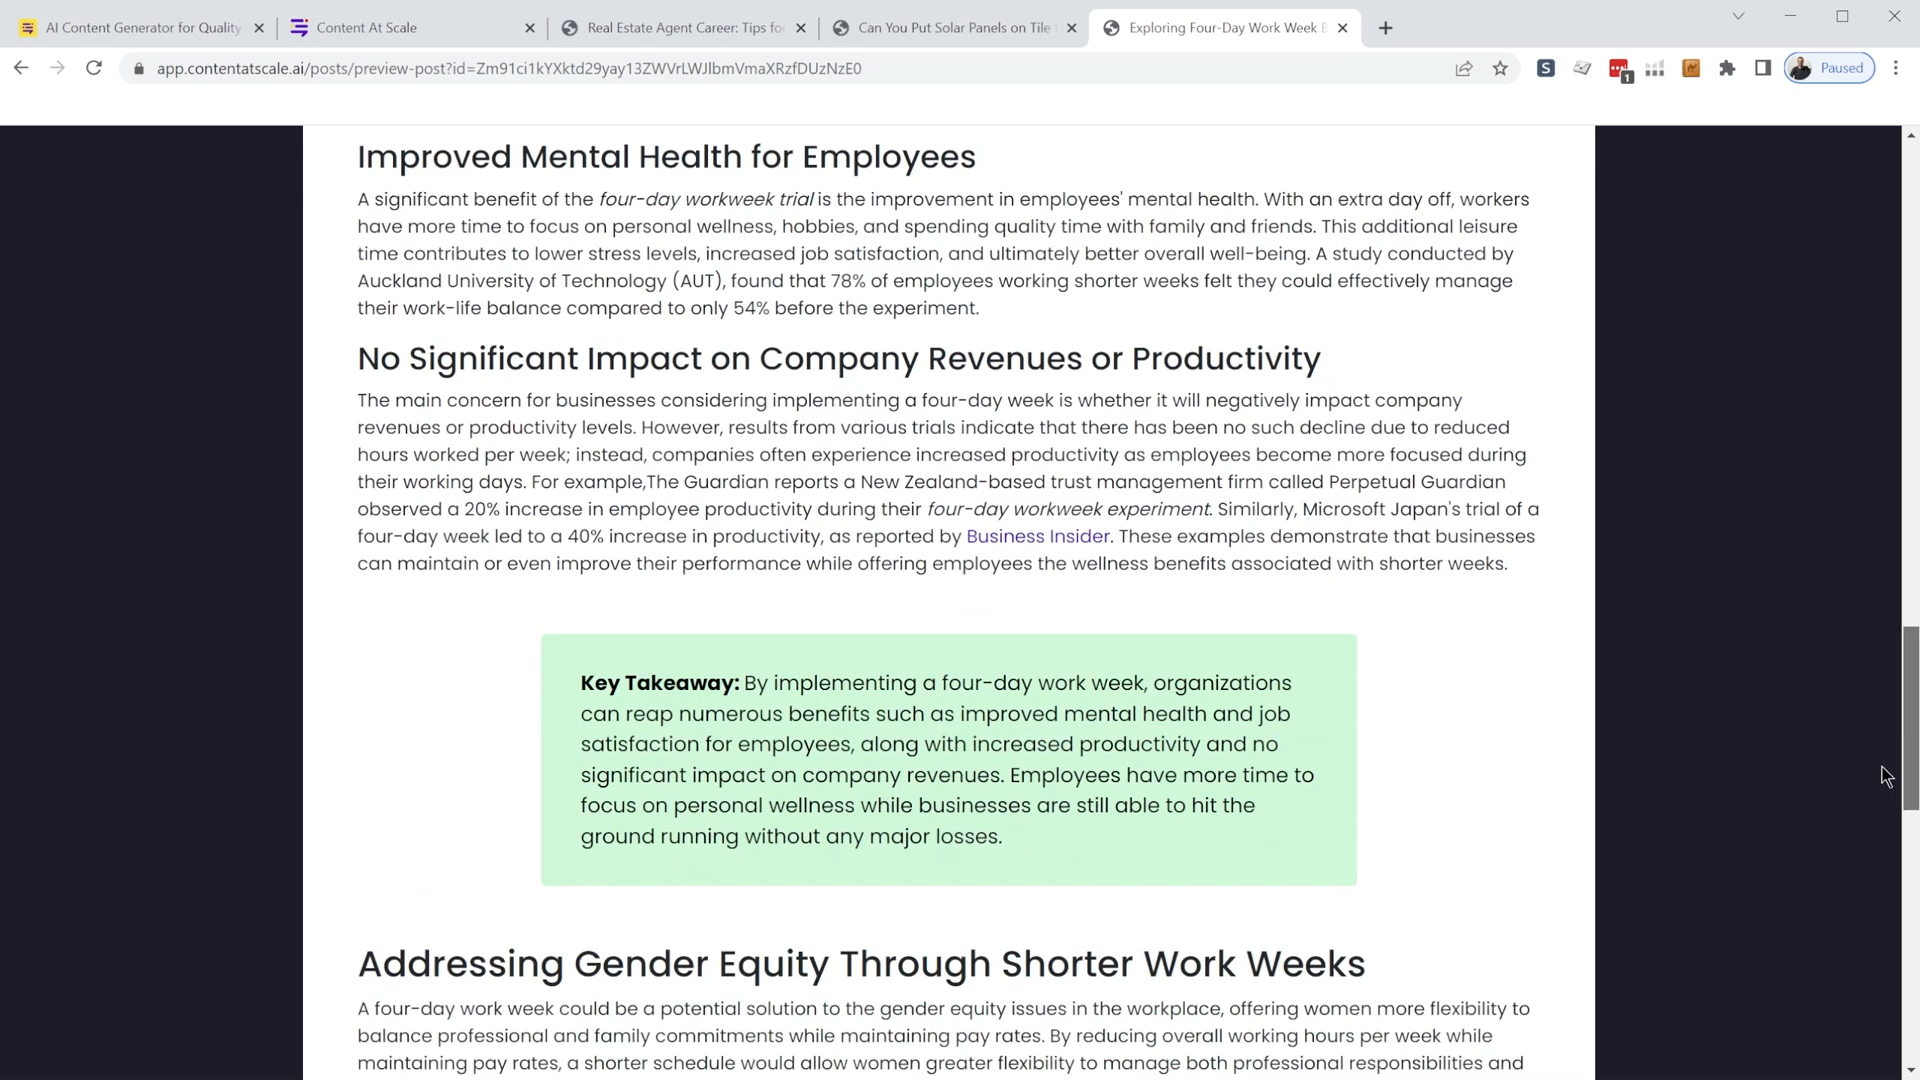 AI Content Generator for Quality
Content At Scale
Real Estate Agent Career: Tips fo
Can You Put Solar Panels on Tile
Exploring Four-Day Work Week B
app.contentatscale.ai/posts/preview-post?id=Zm91ci1kYXktd29yay13ZWVrLWJlbmVmaXRzfDUzNzE0
S
1
Paused
Improved Mental Health for Employees
A significant benefit of the four-day workweek trial is the improvement in employees' mental health. With an extra day off, workers
have more time to focus on personal wellness, hobbies, and spending quality time with family and friends. This additional leisure
time contributes to lower stress levels, increased job satisfaction, and ultimately better overall well-being. A study conducted by
Auckland University of Technology (AUT), found that 78% of employees working shorter weeks felt they could effectively manage
their work-life balance compared to only 54% before the experiment.
No Significant Impact on Company Revenues or Productivity
The main concern for businesses considering implementing a four-day week is whether it will negatively impact company
revenues or productivity levels. However, results from various trials indicate that there has been no such decline due to reduced
hours worked per week; instead, companies often experience increased productivity as employees become more focused during
their working days. For example,The Guardian reports a New Zealand-based trust management firm called Perpetual Guardian
observed a 20% increase in employee productivity during their four-day workweek experiment. Similarly, Microsoft Japan's trial of a
four-day week led to a 40% increase in productivity, as reported by Business Insider. These examples demonstrate that businesses
can maintain or even improve their performance while offering employees the wellness benefits associated with shorter weeks.
Key Takeaway: By implementing a four-day work week, organizations
can reap numerous benefits such as improved mental health and job
satisfaction for employees, along with increased productivity and no
significant impact on company revenues. Employees have more time to
focus on personal wellness while businesses are still able to hit the
ground running without any major losses.
Addressing Gender Equity Through Shorter Work Weeks
A four-day work week could be a potential solution to the gender equity issues in the workplace, offering women more flexibility to
balance professional and family commitments while maintaining pay rates. By reducing overall working hours per week while
maintaining pay rates, a shorter schedule would allow women greater flexibility to manage both professional responsibilities and